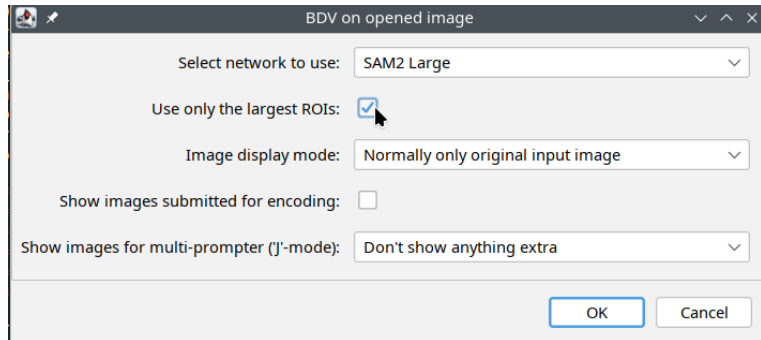 BDV on opened image
Select network to use: SAM2 Large
Use only the largest ROIs:
Image display mode: Normally only original input image
Show images submitted for encoding:
Show images for multi-prompter ('J'-mode): Don't show anything extra
OK Cancel